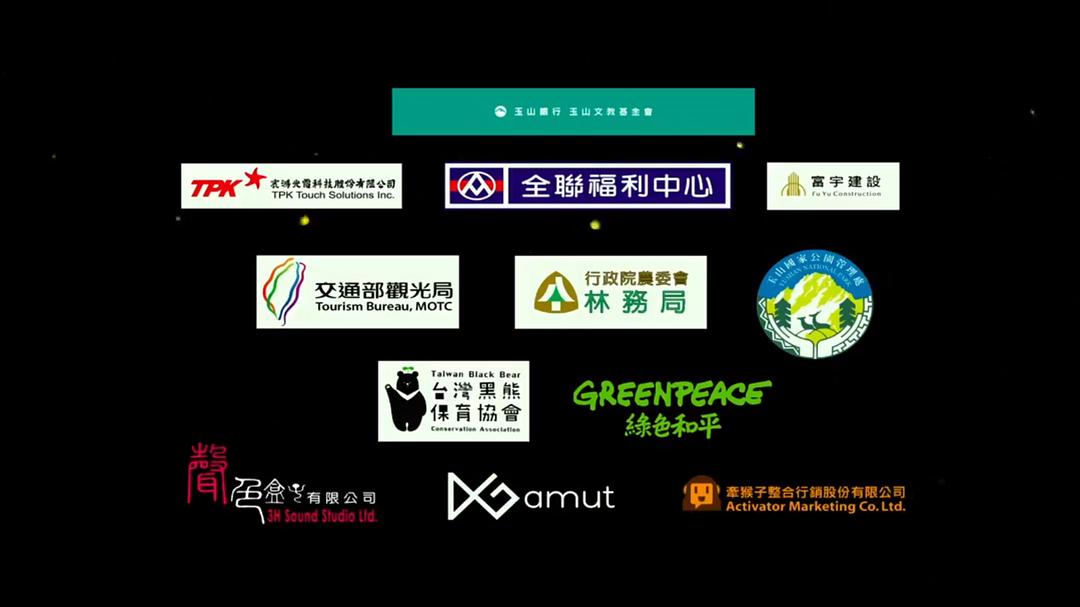 玉山銀行 玉山文教基金會
TPK 宸鴻光電科技股份有限公司
TPK Touch Solutions Inc.
全聯福利中心
富宇建設
Fu Yu Construction
交通部觀光局
Tourism Bureau, MOTC
行政院農委會
林務局
玉山國家公園管理處
YUSHAN NATIONAL PARK
Taiwan Black Bear
台灣黑熊
保育協會
Conservation Association
GREENPEACE
綠色和平
聲色盒子有限公司
3H Sound Studio Ltd.
amut
牽猴子整合行銷股份有限公司
Activator Marketing Co. Ltd.